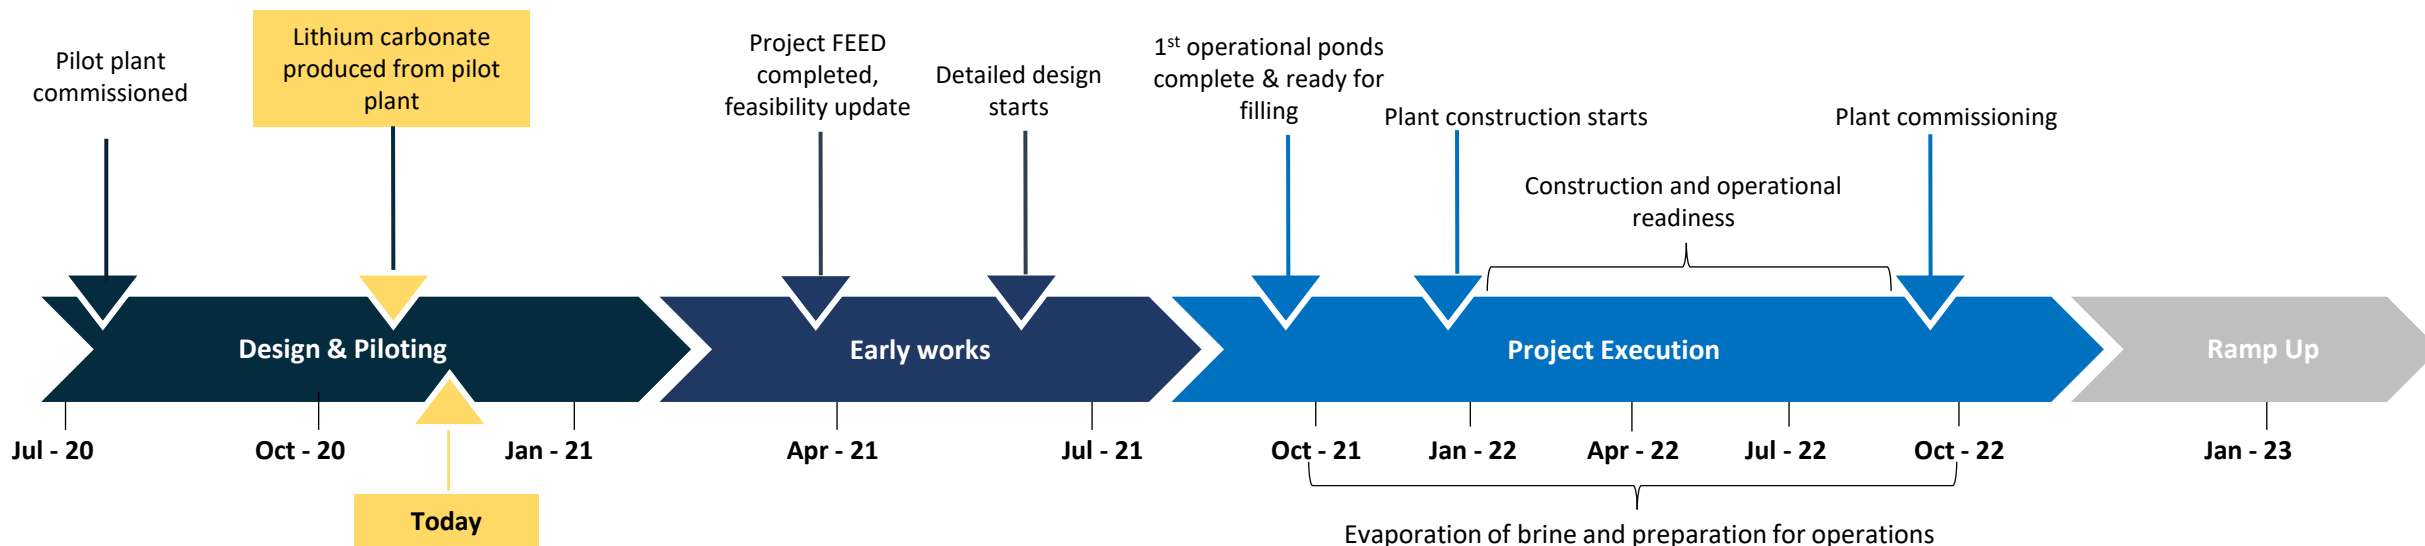 Pilot plant
commissioned
Lithium carbonate
produced from pilot
plant
Project FEED
completed,
feasibility update
Detailed design
starts
1st operational ponds
complete & ready for
filling
Plant construction starts
Plant commissioning
Construction and operational
readiness
Design & Piloting
Early works
Project Execution
Ramp Up
Jul - 20
Oct - 20
Jan - 21
Apr - 21
Jul - 21
Oct - 21
Jan - 22
Apr - 22
Jul - 22
Oct - 22
Jan - 23
Today
Evaporation of brine and preparation for operations